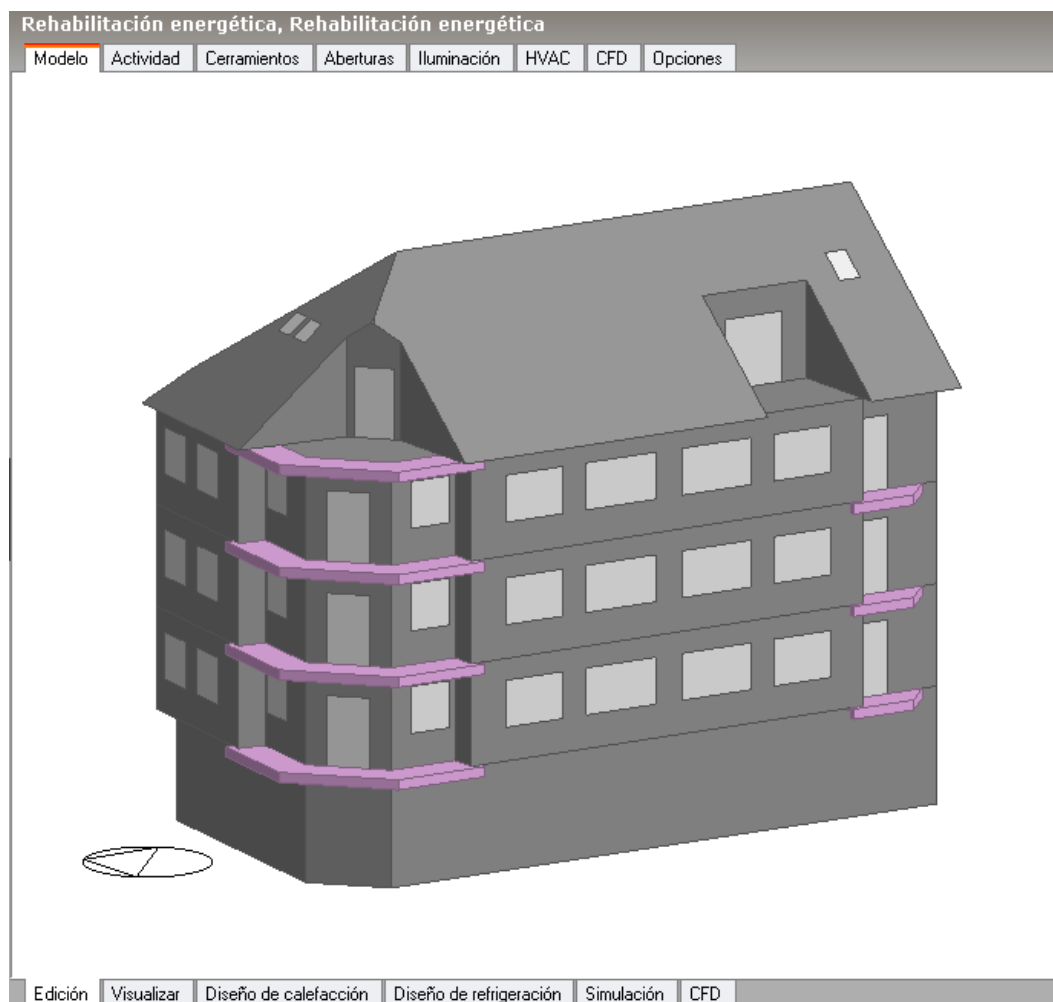 Rehabilitación energética, Rehabilitación energética
Modelo Actividad Cerramientos Aberturas Iluminación HVAC CFD Opciones
Edición Visualizar Diseño de calefacción Diseño de refrigeración Simulación CFD